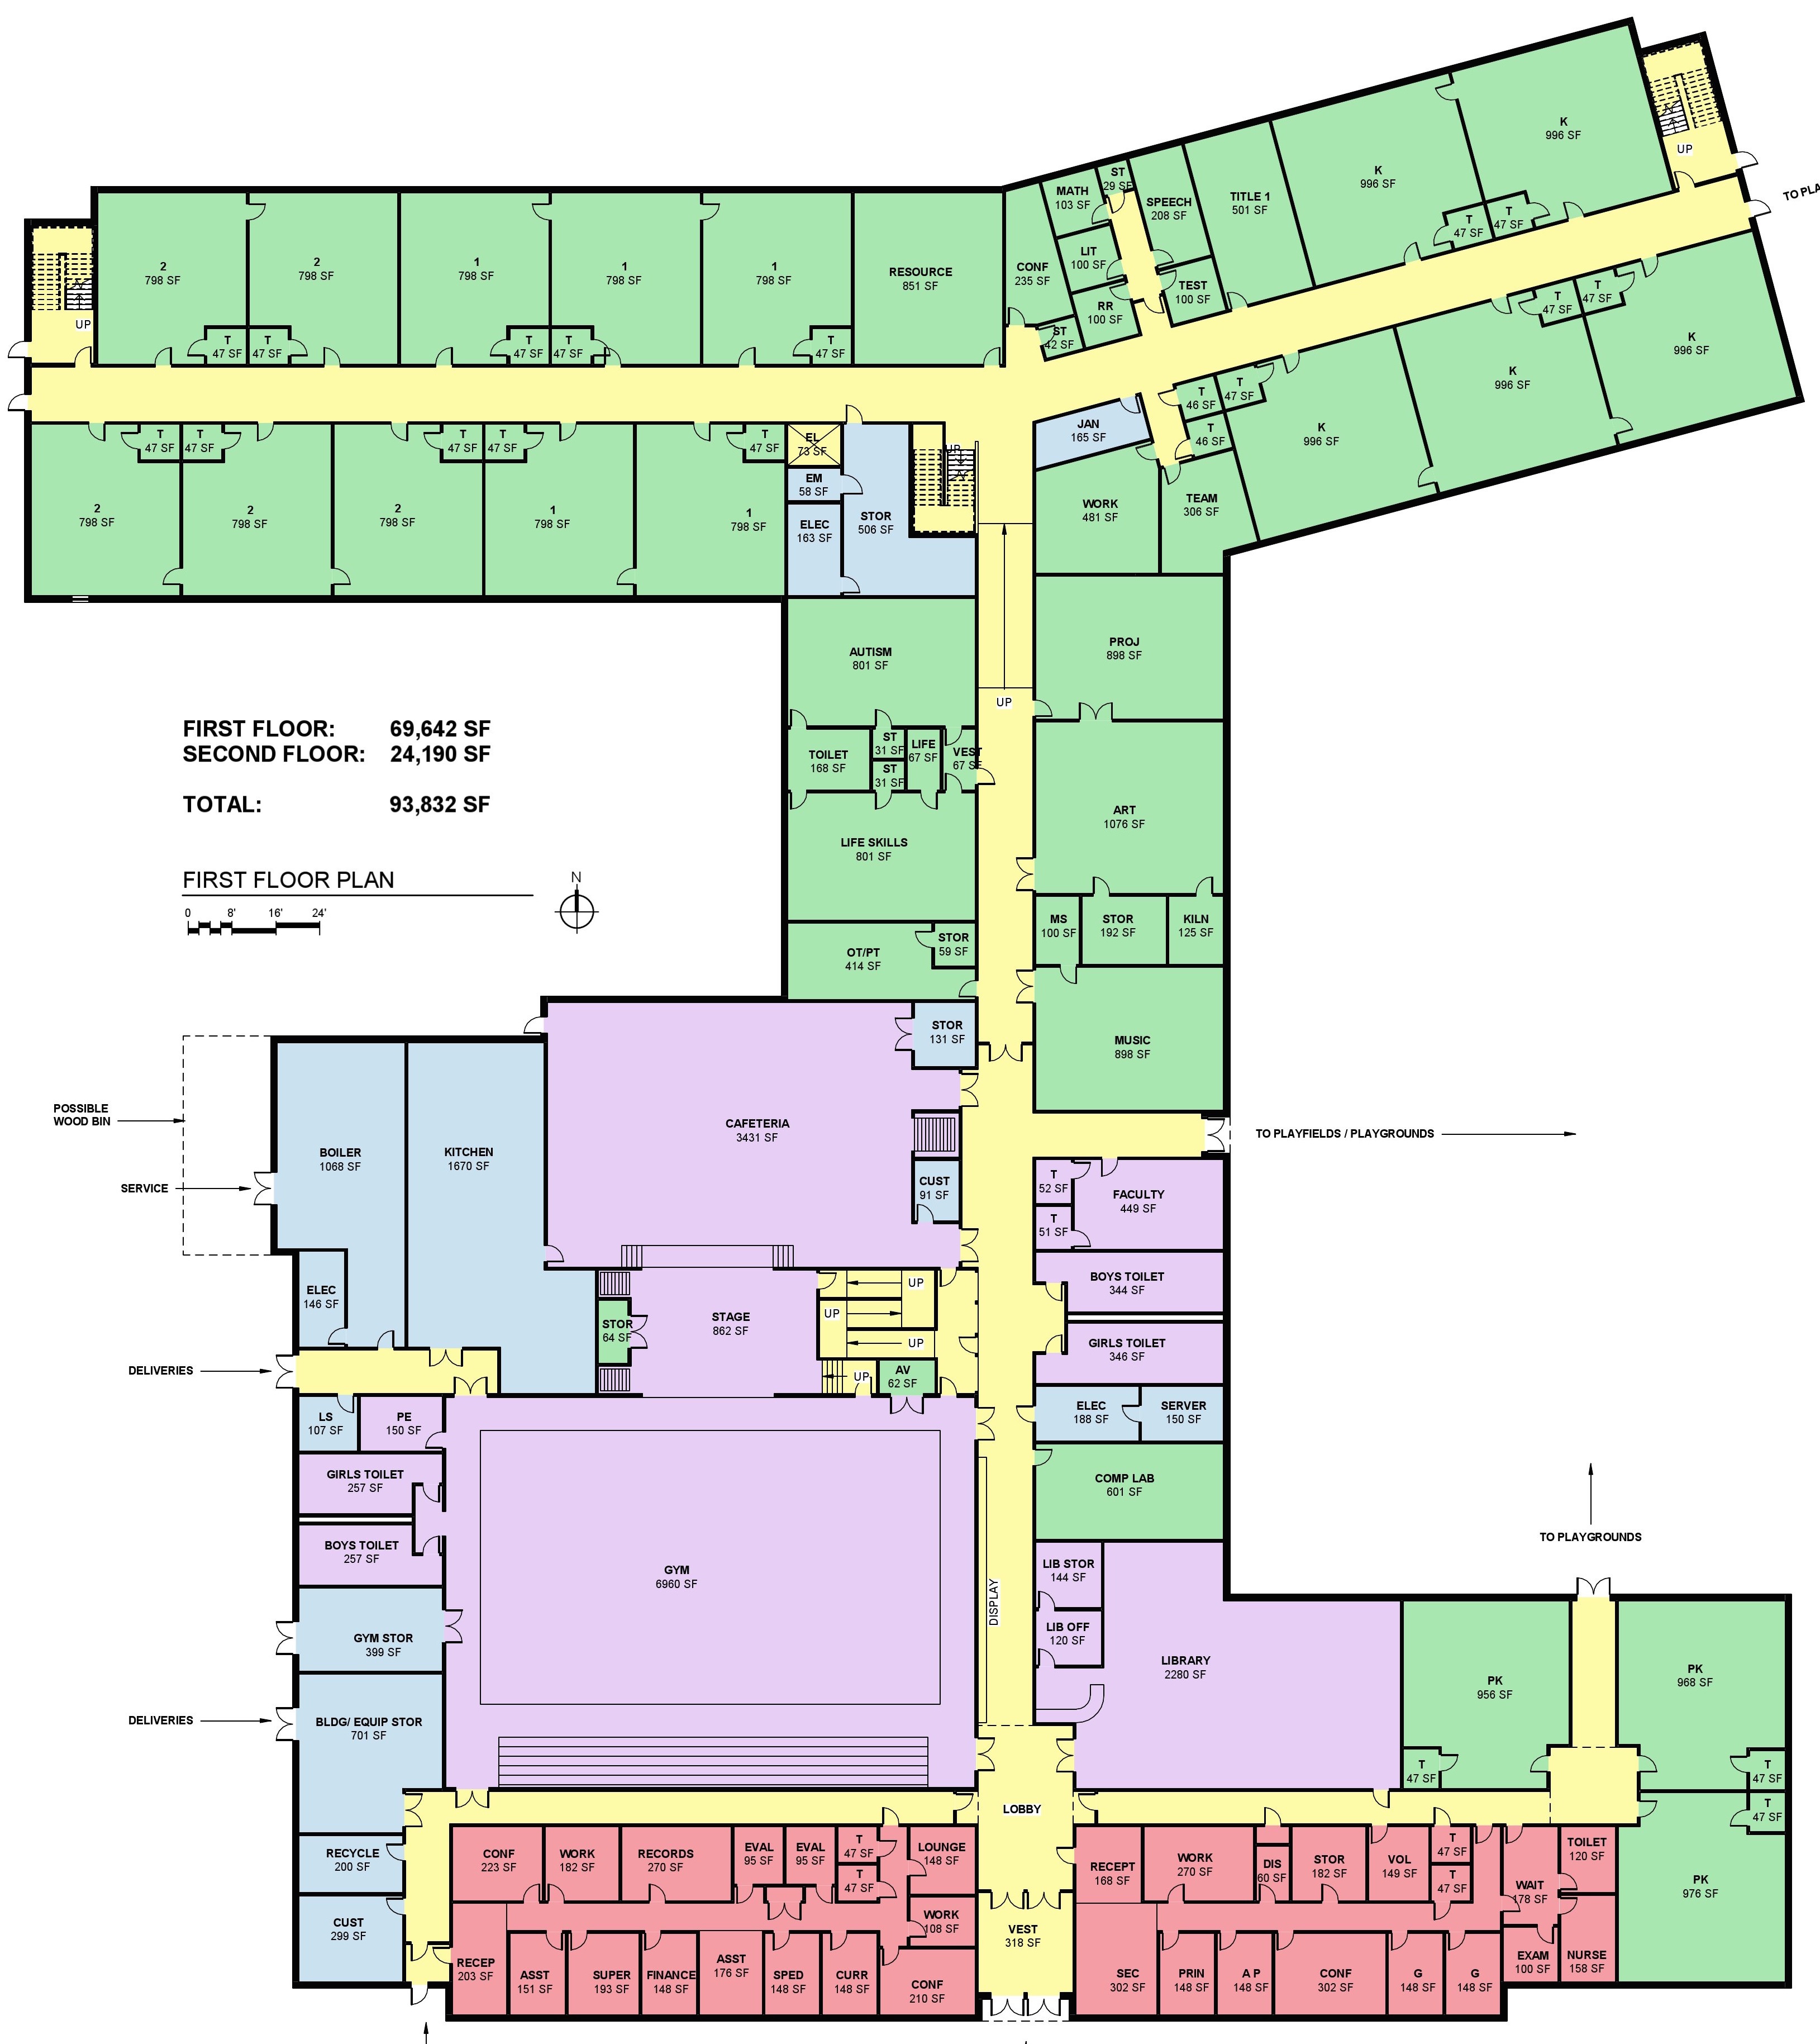 K
996 SF
K
996 SF
UP
TO PLA
MATH
103 SF
ST
29 SF
SPEECH
208 SF
TITLE 1
501 SF
T
47 SF
T
47 SF
2
798 SF
2
798 SF
1
798 SF
1
798 SF
1
798 SF
RESOURCE
851 SF
CONF
235 SF
LIT
100 SF
TEST
100 SF
RR
100 SF
ST
42 SF
UP
T
47 SF
T
47 SF
T
47 SF
T
47 SF
T
47 SF
T
47 SF
T
47 SF
K
996 SF
K
996 SF
K
996 SF
T
46 SF
T
47 SF
T
46 SF
JAN
165 SF
T
47 SF
T
47 SF
T
47 SF
T
47 SF
T
47 SF
EL
73 SF
UP
EM
58 SF
2
798 SF
2
798 SF
2
798 SF
1
798 SF
1
798 SF
ELEC
163 SF
STOR
506 SF
WORK
481 SF
TEAM
306 SF
AUTISM
801 SF
PROJ
898 SF
UP
FIRST FLOOR: 69,642 SF
SECOND FLOOR: 24,190 SF
TOTAL: 93,832 SF
TOILET
168 SF
ST
31 SF
ST
31 SF
LIFE
67 SF
VEST
67 SF
ART
1076 SF
LIFE SKILLS
801 SF
FIRST FLOOR PLAN
N
0 8' 16' 24'
MS
100 SF
STOR
192 SF
KILN
125 SF
OT/PT
414 SF
STOR
59 SF
STOR
131 SF
MUSIC
898 SF
POSSIBLE
WOOD BIN
CAFETERIA
3431 SF
TO PLAYFIELDS / PLAYGROUNDS
BOILER
1068 SF
KITCHEN
1670 SF
SERVICE
CUST
91 SF
T
52 SF
FACULTY
449 SF
T
51 SF
ELEC
146 SF
BOYS TOILET
344 SF
UP
UP
UP
UP
STOR
64 SF
STAGE
862 SF
GIRLS TOILET
346 SF
DELIVERIES
AV
62 SF
LS
107 SF
PE
150 SF
ELEC
188 SF
SERVER
150 SF
GIRLS TOILET
257 SF
COMP LAB
601 SF
BOYS TOILET
257 SF
TO PLAYGROUNDS
GYM
6960 SF
DISPLAY
LIB STOR
144 SF
LIB OFF
120 SF
GYM STOR
399 SF
LIBRARY
2280 SF
PK
956 SF
PK
968 SF
DELIVERIES
BLDG/ EQUIP STOR
701 SF
T
47 SF
T
47 SF
T
47 SF
LOBBY
RECYCLE
200 SF
CONF
223 SF
WORK
182 SF
RECORDS
270 SF
EVAL
95 SF
EVAL
95 SF
T
47 SF
T
47 SF
LOUNGE
148 SF
RECEPT
168 SF
WORK
270 SF
DIS
60 SF
STOR
182 SF
VOL
149 SF
T
47 SF
T
47 SF
WAIT
178 SF
TOILET
120 SF
PK
976 SF
CUST
299 SF
WORK
108 SF
VEST
318 SF
RECEP
203 SF
ASST
151 SF
SUPER
193 SF
FINANCE
148 SF
ASST
176 SF
SPED
148 SF
CURR
148 SF
CONF
210 SF
SEC
302 SF
PRIN
148 SF
A P
148 SF
CONF
302 SF
G
148 SF
G
148 SF
EXAM
100 SF
NURSE
158 SF